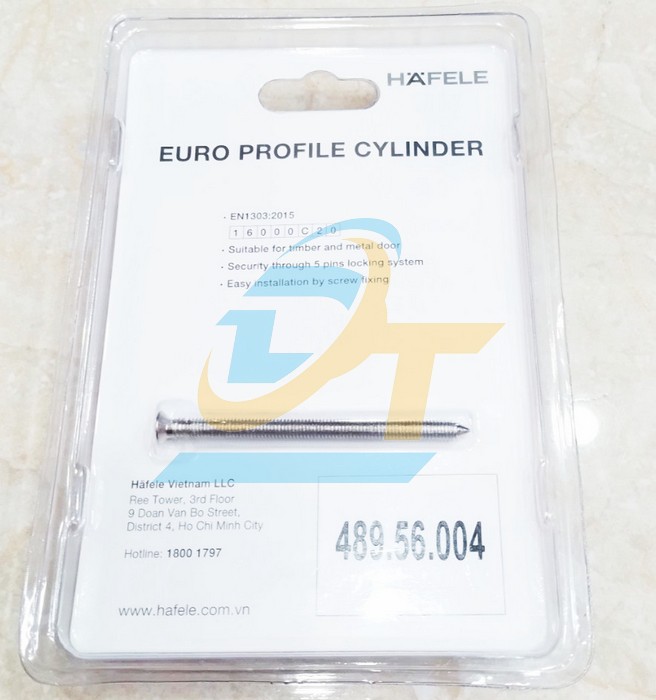 HÄFELE
EURO PROFILE CYLINDER
· EN1303:2015
1 6 0 0 0 C 2 0
· Suitable for timber and metal door
· Security through 5 pins locking system
· Easy installation by screw fixing
DT
Häfele Vietnam LLC
Ree Tower, 3rd Floor
9 Doan Van Bo Street,
District 4, Ho Chi Minh City
Hotline: 1800 1797
489.56.004
www.hafele.com.vn